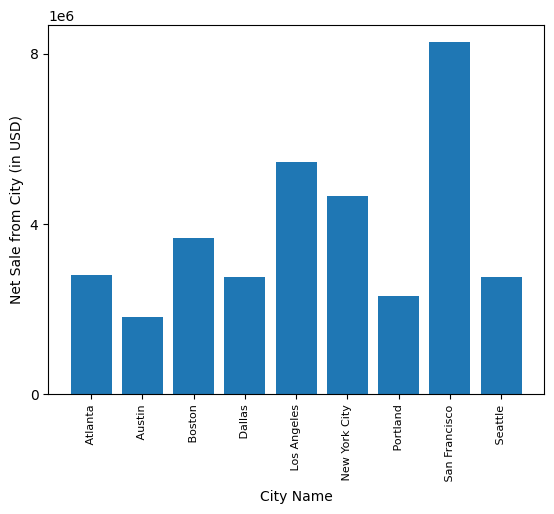 1e6
8
4
0
Net Sale from City (in USD)
Atlanta
Austin
Boston
Dallas
Los Angeles
New York City
Portland
San Francisco
Seattle
City Name